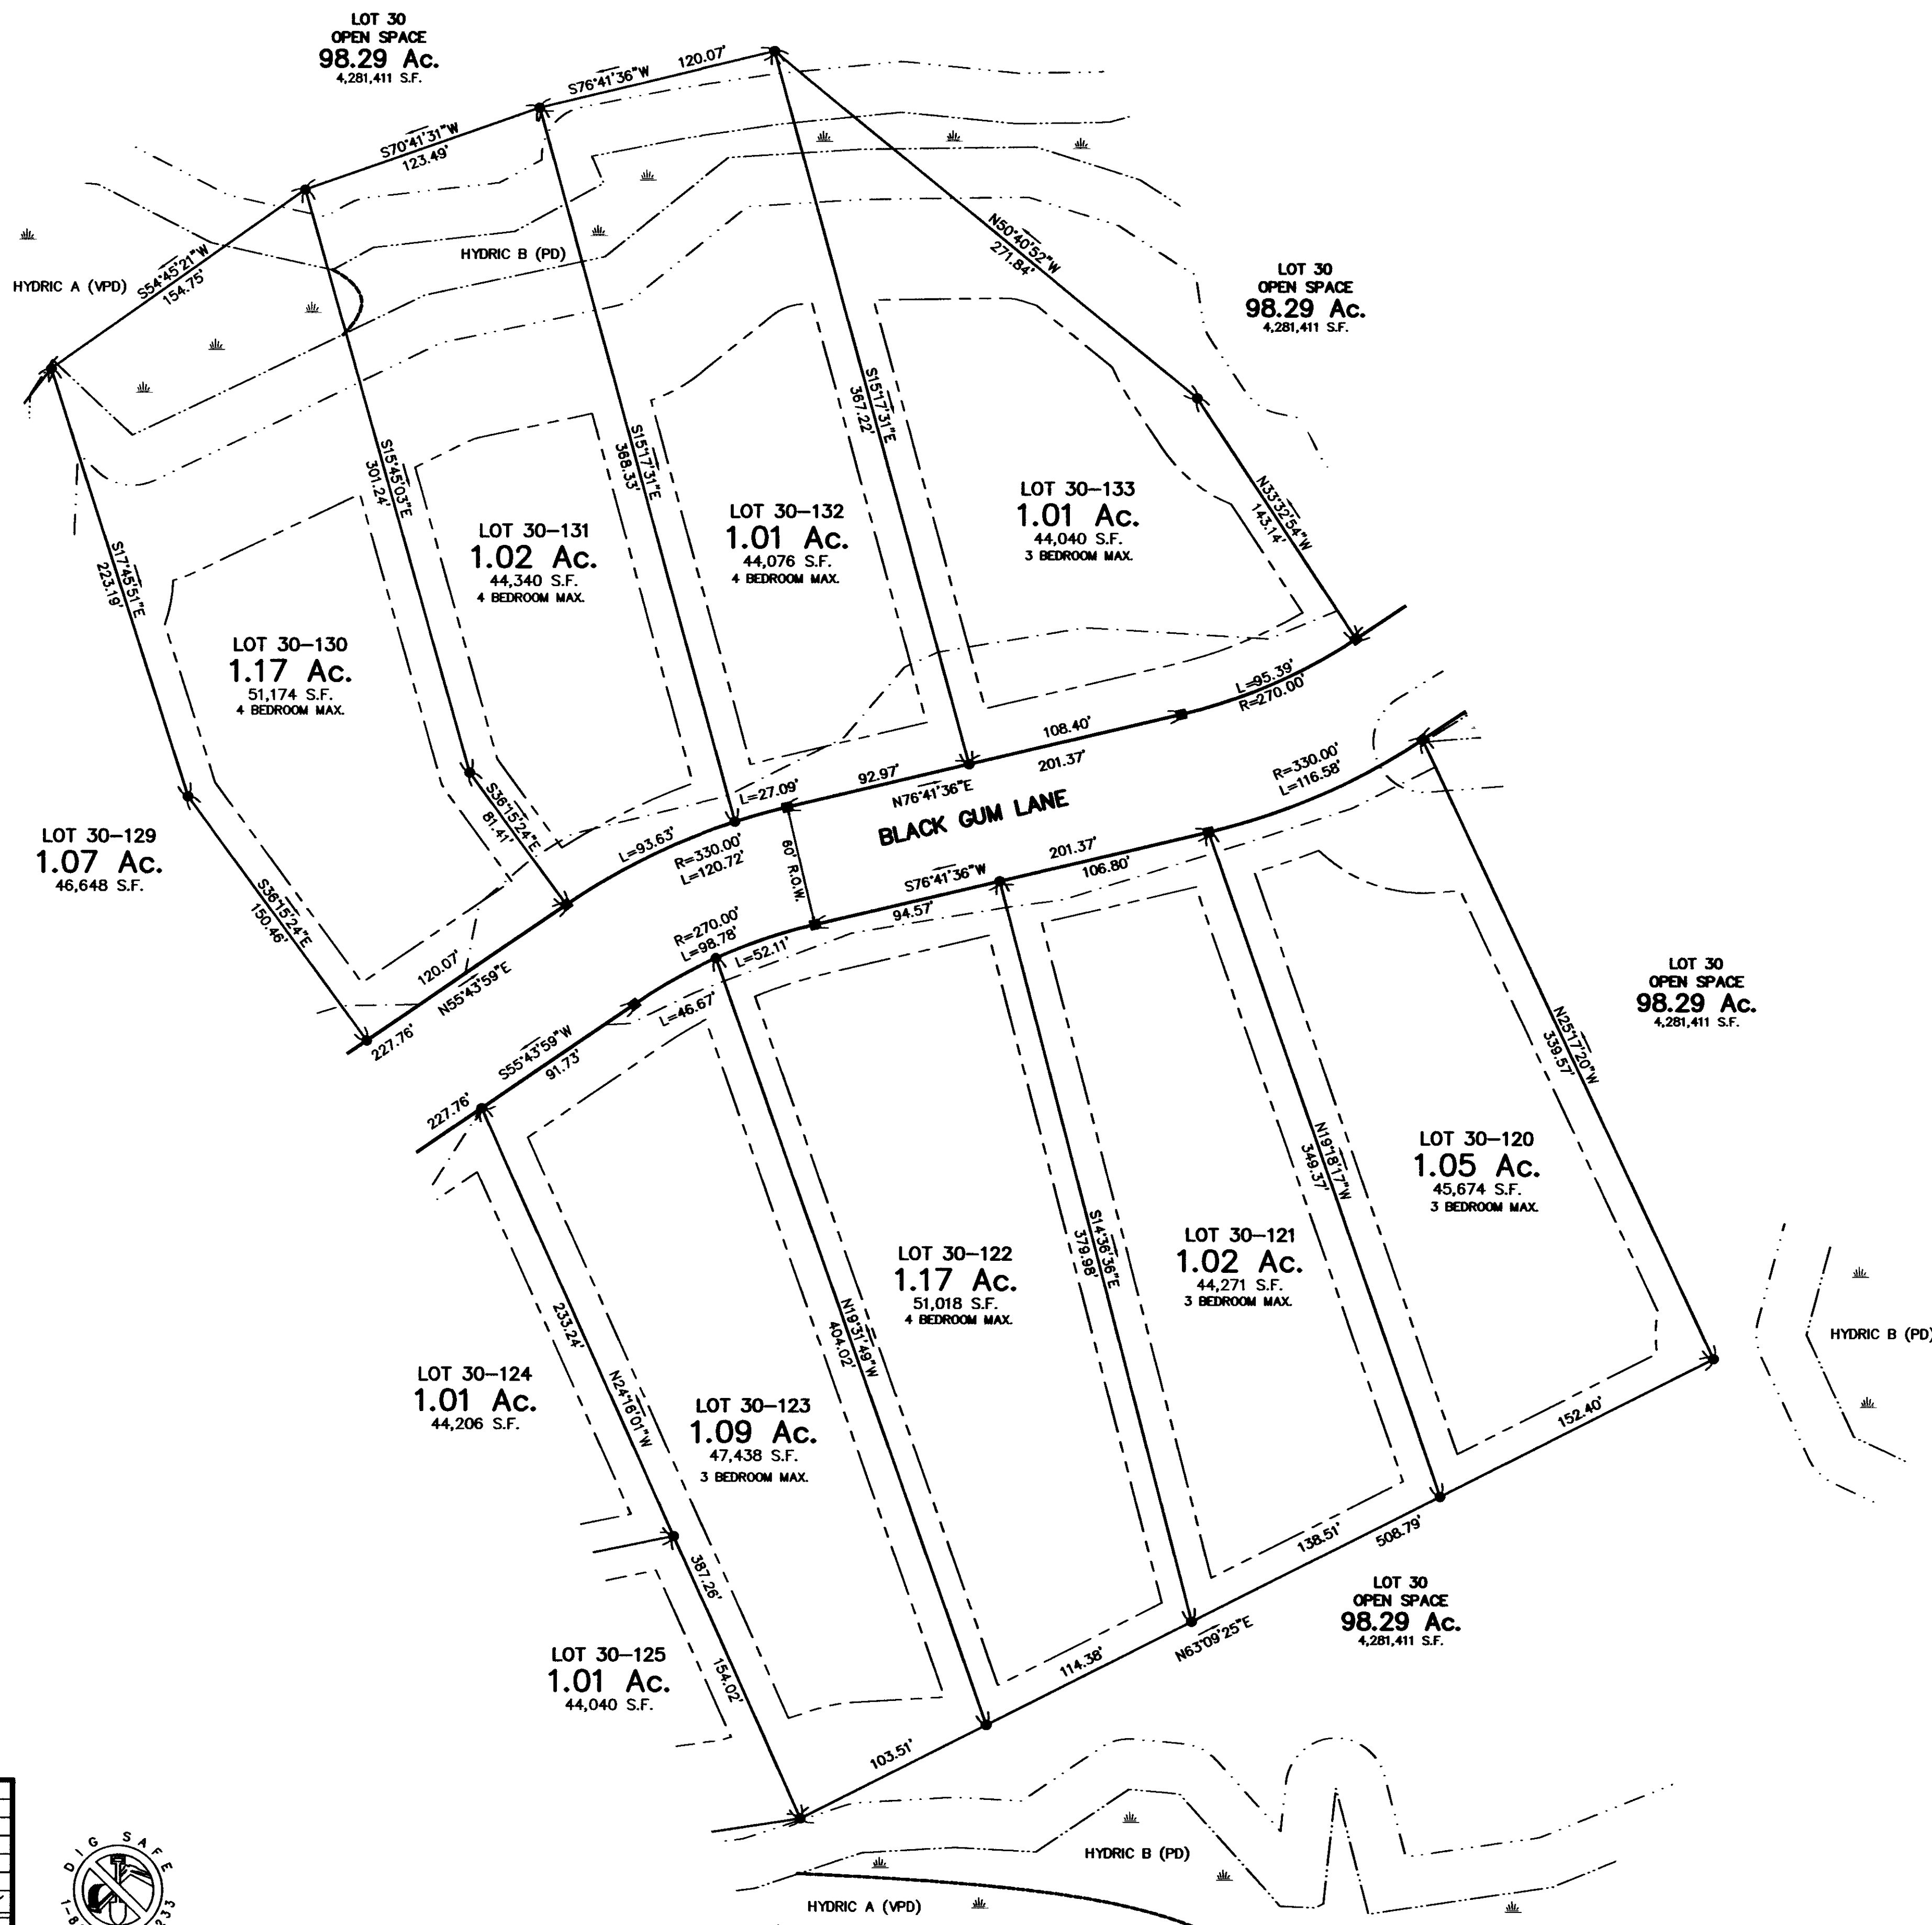 LOT 30
OPEN SPACE
98.29 Ac.
4,281,411 S.F.
S76°41'36"W
120.07'
S70°41'31"W
123.49'
S54°45'21"W
154.75'
HYDRIC A (VPD)
HYDRIC B (PD)
N50°40'52"W
271.84'
LOT 30
OPEN SPACE
98.29 Ac.
4,281,411 S.F.
S15°45'03"E
301.24'
S15°17'31"E
368.33'
S15°17'31"E
367.22'
N33°32'54"W
143.14'
S17°45'51"E
223.19'
LOT 30-133
1.01 Ac.
44,040 S.F.
3 BEDROOM MAX.
LOT 30-132
1.01 Ac.
44,076 S.F.
4 BEDROOM MAX.
LOT 30-131
1.02 Ac.
44,340 S.F.
4 BEDROOM MAX.
LOT 30-130
1.17 Ac.
51,174 S.F.
4 BEDROOM MAX.
LOT 30-129
1.07 Ac.
46,648 S.F.
S36°15'24"E
150.46'
S36°15'24"E
81.41'
L=93.63'
R=330.00'
L=120.72'
L=27.09'
92.97'
N76°41'36"E
108.40'
201.37'
L=95.39'
R=270.00'
BLACK GUM LANE
60' R.O.W.
R=330.00'
L=116.58'
201.37'
S76°41'36"W
106.80'
94.57'
R=270.00'
L=98.78'
L=52.11'
L=46.67'
120.07'
N55°43'59"E
227.76'
S55°43'59"W
91.73'
227.76'
LOT 30
OPEN SPACE
98.29 Ac.
4,281,411 S.F.
N25°17'20"W
339.57'
N19°18'17"W
349.37'
S14°36'36"E
379.98'
N19°31'49"W
404.02'
233.24'
N24°16'01"W
387.26'
154.02'
LOT 30-120
1.05 Ac.
45,674 S.F.
3 BEDROOM MAX.
LOT 30-121
1.02 Ac.
44,271 S.F.
3 BEDROOM MAX.
LOT 30-122
1.17 Ac.
51,018 S.F.
4 BEDROOM MAX.
LOT 30-123
1.09 Ac.
47,438 S.F.
3 BEDROOM MAX.
LOT 30-124
1.01 Ac.
44,206 S.F.
LOT 30-125
1.01 Ac.
44,040 S.F.
HYDRIC B (PD)
152.40'
138.51'
508.79'
N63°09'25"E
114.38'
103.51'
LOT 30
OPEN SPACE
98.29 Ac.
4,281,411 S.F.
HYDRIC B (PD)
HYDRIC A (VPD)
DIG SAFE